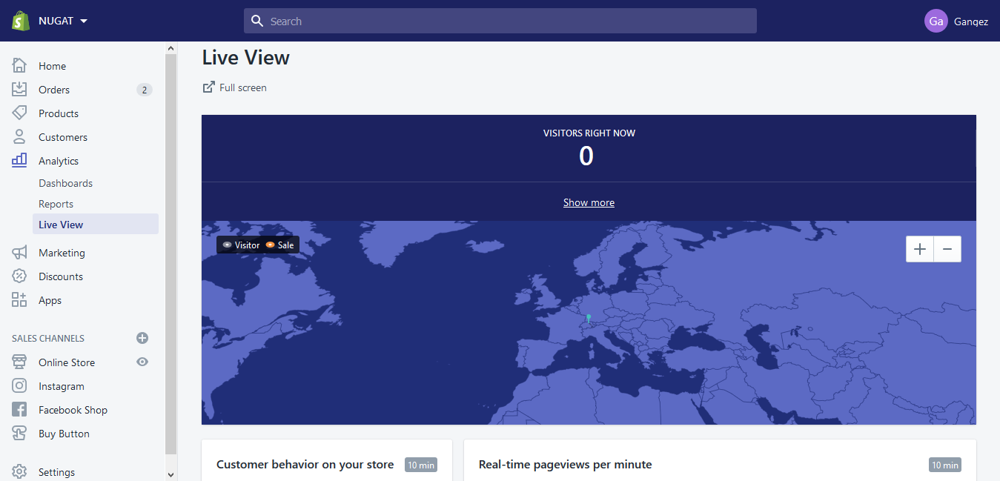 NUGAT
Search
Ga
Gangez
Home
Orders
2
Products
Customers
Analytics
Dashboards
Reports
Live View
Marketing
Discounts
Apps
SALES CHANNELS
Online Store
Instagram
Facebook Shop
Buy Button
Settings
Live View
Full screen
VISITORS RIGHT NOW
0
Show more
Visitor Sale
Customer behavior on your store 10 min
Real-time pageviews per minute 10 min